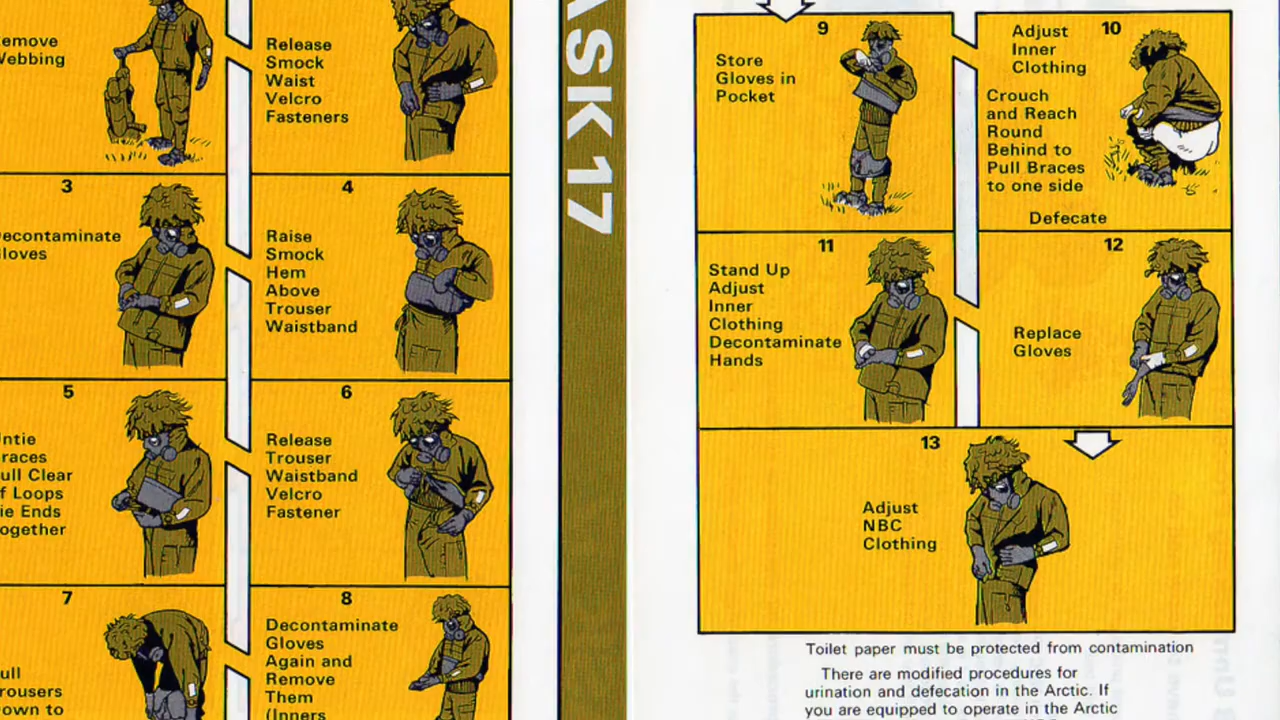 emove
ebbing
Release
Smock
Waist
Velcro
Fasteners
3
econtaminate
loves
4
Raise
Smock
Hem
Above
Trouser
Waistband
5
ntie
races
ull Clear
f Loops
ie Ends
ogether
6
Release
Trouser
Waistband
Velcro
Fastener
7
ull
rousers
own to
8
Decontaminate
Gloves
Again and
Remove
Them
(Inners
ASK 17
9
Store
Gloves in
Pocket
10
Adjust
Inner
Clothing
Crouch
and Reach
Round
Behind to
Pull Braces
to one side
Defecate
11
Stand Up
Adjust
Inner
Clothing
Decontaminate
Hands
12
Replace
Gloves
13
Adjust
NBC
Clothing
Toilet paper must be protected from contamination
There are modified procedures for
urination and defecation in the Arctic. If
you are equipped to operate in the Arctic